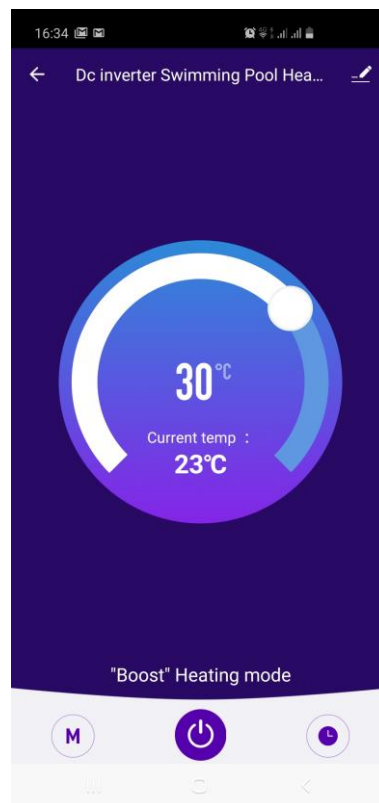 16:34
Dc inverter Swimming Pool Hea...
30°C
Current temp :
23°C
"Boost" Heating mode
M